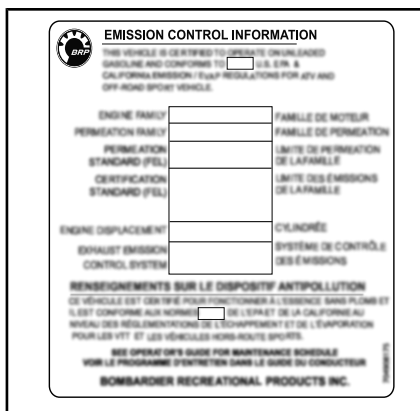 EMISSION CONTROL INFORMATION
BRP
THIS VEHICLE IS CERTIFIED TO OPERATE ON UNLEADED
GASOLINE AND CONFORMS TO U.S. EPA &
CALIFORNIA EMISSION / EVAP REGULATIONS FOR ATV AND
OFF-ROAD SPORT VEHICLE.
ENGINE FAMILY FAMILLE DE MOTEUR
PERMEATION FAMILY FAMILLE DE PERMEATION
PERMEATION LIMITE DE PERMEATION
STANDARD (FEL) DE LA FAMILLE
CERTIFICATION LIMITE DES ÉMISSIONS
STANDARD (FEL) DE LA FAMILLE
ENGINE DISPLACEMENT CYLINDRÉE
EXHAUST EMISSION SYSTÈME DE CONTRÔLE
CONTROL SYSTEM DES ÉMISSIONS
RENSEIGNEMENTS SUR LE DISPOSITIF ANTIPOLLUTION
CE VÉHICULE EST CERTIFIÉ POUR FONCTIONNER À L'ESSENCE SANS PLOMB ET
IL EST CONFORME AUX NORMES DE L'EPA ET DE LA CALIFORNIE AU
NIVEAU DES RÉGLEMENTATIONS DE L'ÉCHAPPEMENT ET DE L'ÉVAPORATION
POUR LES VTT ET LES VÉHICULES HORS-ROUTE SPORTS.
SEE OPERATOR'S GUIDE FOR MAINTENANCE SCHEDULE
VOIR LE PROGRAMME D'ENTRETIEN DANS LE GUIDE DU CONDUCTEUR
BOMBARDIER RECREATIONAL PRODUCTS INC.